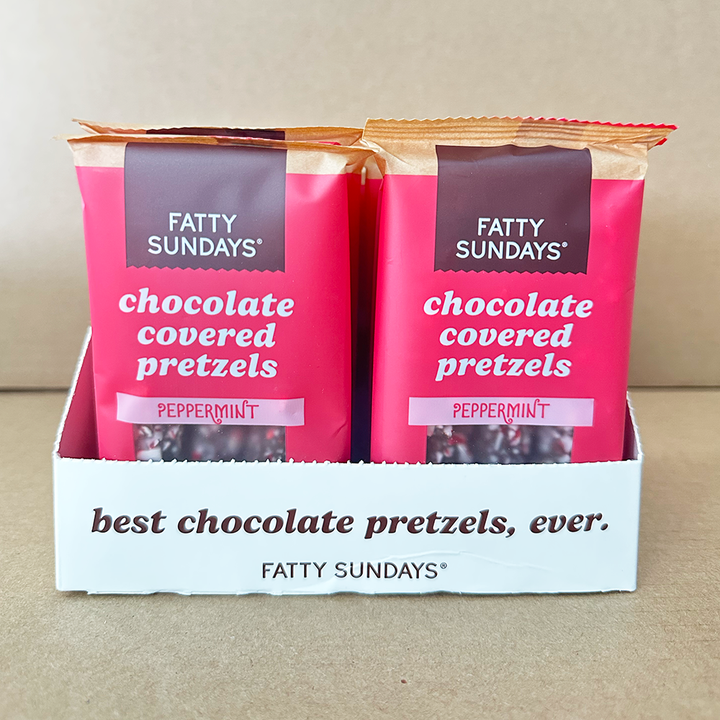 FATTY
SUNDAYS®
chocolate
covered
pretzels
PEPPERMINT
FATTY
SUNDAYS®
chocolate
covered
pretzels
PEPPERMINT
best chocolate pretzels, ever.
FATTY SUNDAYS®